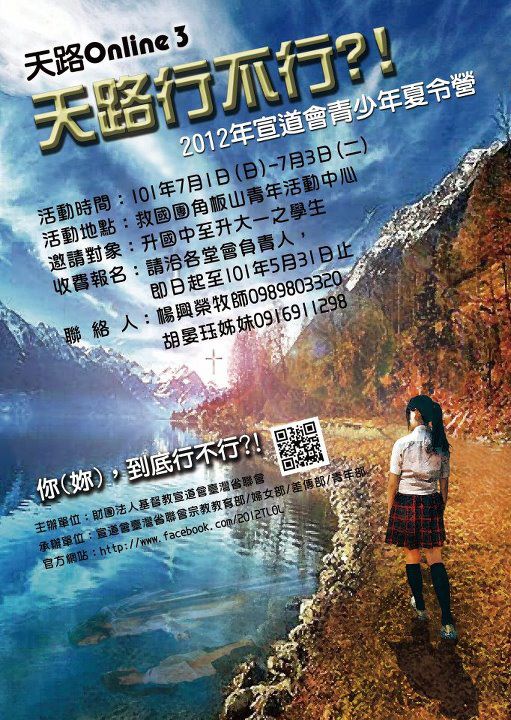 天路Online 3
天路行不行?!
2012年宣道會青少年夏令營
活動時間：101年7月1日(日)-7月3日(二)
活動地點：救國團角板山青年活動中心
邀請對象：升國中至升大一之學生
收費報名：請洽各堂會負責人，
即日起至101年5月31日止
聯 絡 人：楊興榮牧師0989803320
胡晏珏姊妹0916911298
你(妳)，到底行不行?!
主辦單位：財團法人基督教宣道會臺灣省聯會
承辦單位：宣道會臺灣省聯會宗教教育部/婦女部/差傳部/青年部
官方網站：http://www.facebook.com/2012TLOL